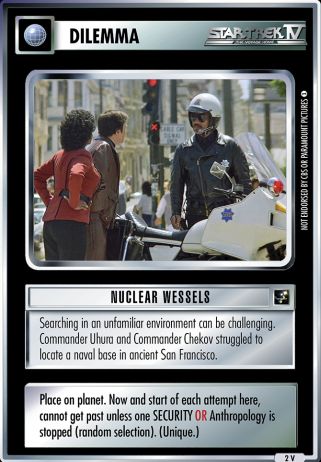 DILEMMA
STAR TREK IV
THE VOYAGE HOME
CABLE CAR
SIGNAL
NOT ENDORSED BY CBS OR PARAMOUNT PICTURES
NUCLEAR WESSELS
Searching in an unfamiliar environment can be challenging.
Commander Uhura and Commander Chekov struggled to
locate a naval base in ancient San Francisco.
Place on planet. Now and start of each attempt here,
cannot get past unless one SECURITY OR Anthropology is
stopped (random selection). (Unique.)
2 V